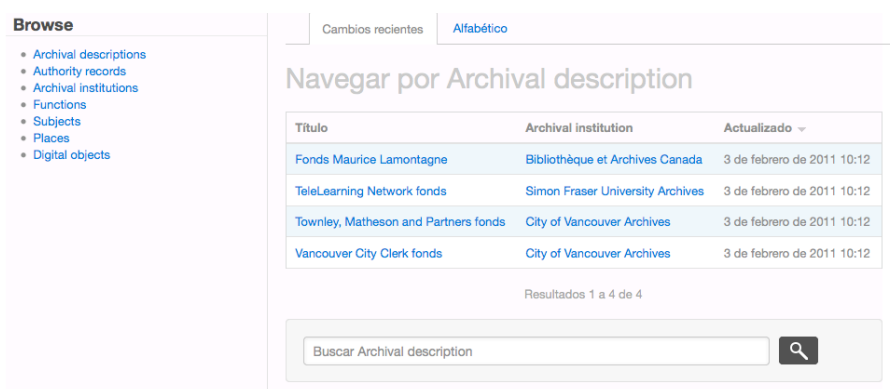 Browse
Archival descriptions
Authority records
Archival institutions
Functions
Subjects
Places
Digital objects
Cambios recientes Alfabético
Navegar por Archival description
Título Archival institution Actualizado
Fonds Maurice Lamontagne Bibliothèque et Archives Canada 3 de febrero de 2011 10:12
TeleLearning Network fonds Simon Fraser University Archives 3 de febrero de 2011 10:12
Townley, Matheson and Partners fonds City of Vancouver Archives 3 de febrero de 2011 10:12
Vancouver City Clerk fonds City of Vancouver Archives 3 de febrero de 2011 10:12
Resultados 1 a 4 de 4
Buscar Archival description